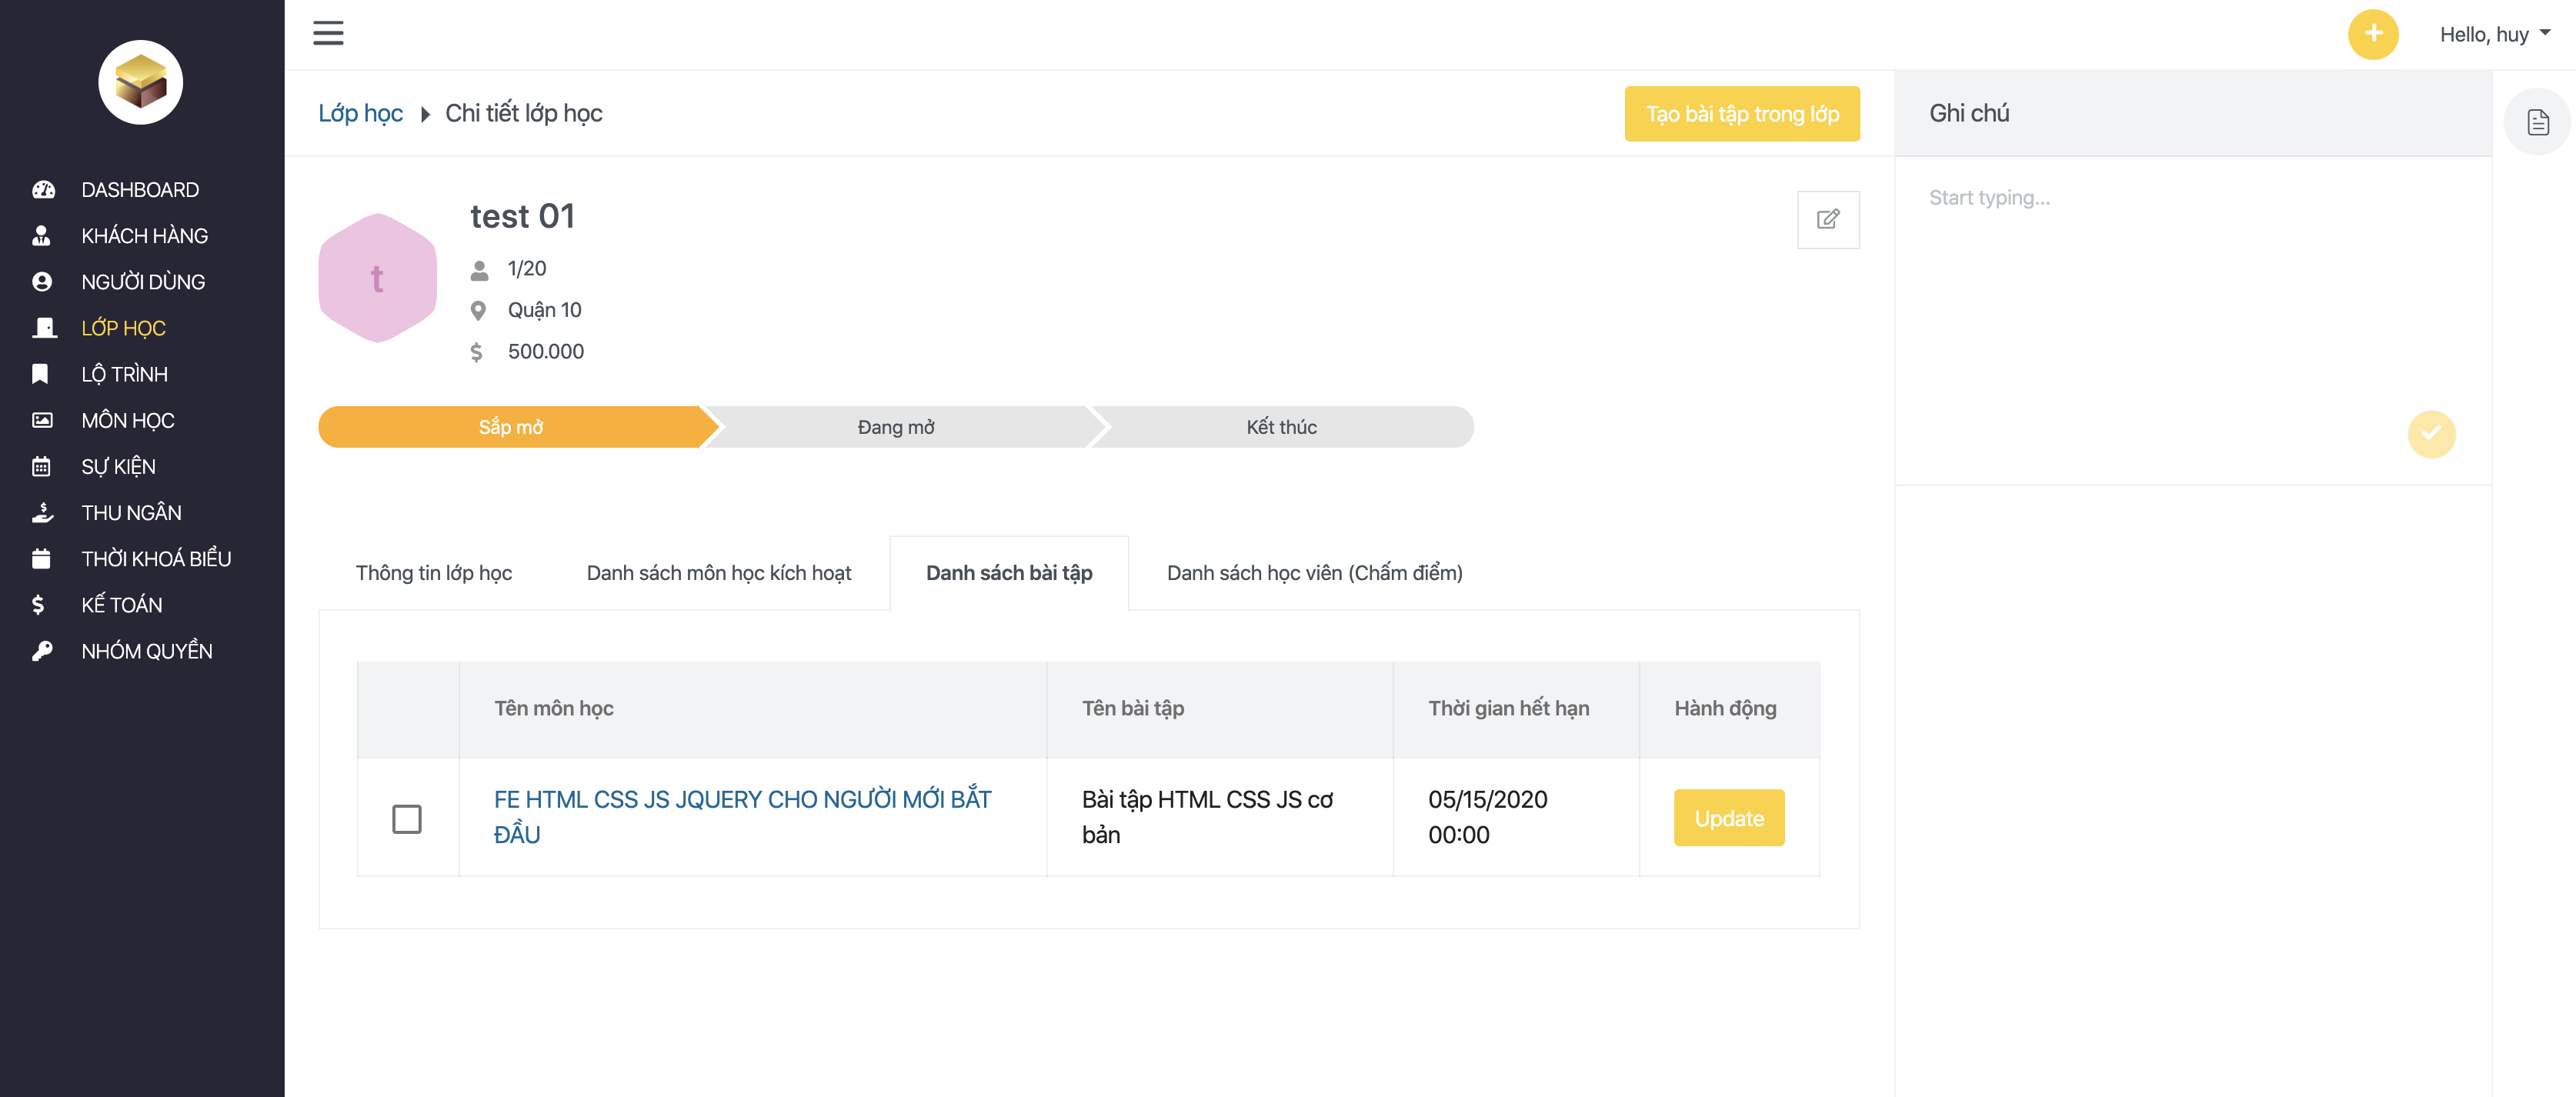 Hello, huy
DASHBOARD
KHÁCH HÀNG
NGƯỜI DÙNG
LỚP HỌC
LỘ TRÌNH
MÔN HỌC
SỰ KIỆN
THU NGÂN
THỜI KHOÁ BIỂU
KẾ TOÁN
NHÓM QUYỀN
Lớp học Chi tiết lớp học
Tạo bài tập trong lớp
t
test 01
1/20
Quận 10
500.000
Sắp mở Đang mở Kết thúc
Thông tin lớp học Danh sách môn học kích hoạt Danh sách bài tập Danh sách học viên (Chấm điểm)
Tên môn học Tên bài tập Thời gian hết hạn Hành động
FE HTML CSS JS JQUERY CHO NGƯỜI MỚI BẮT
ĐẦU
Bài tập HTML CSS JS cơ
bản
05/15/2020
00:00
Update
Ghi chú
Start typing...